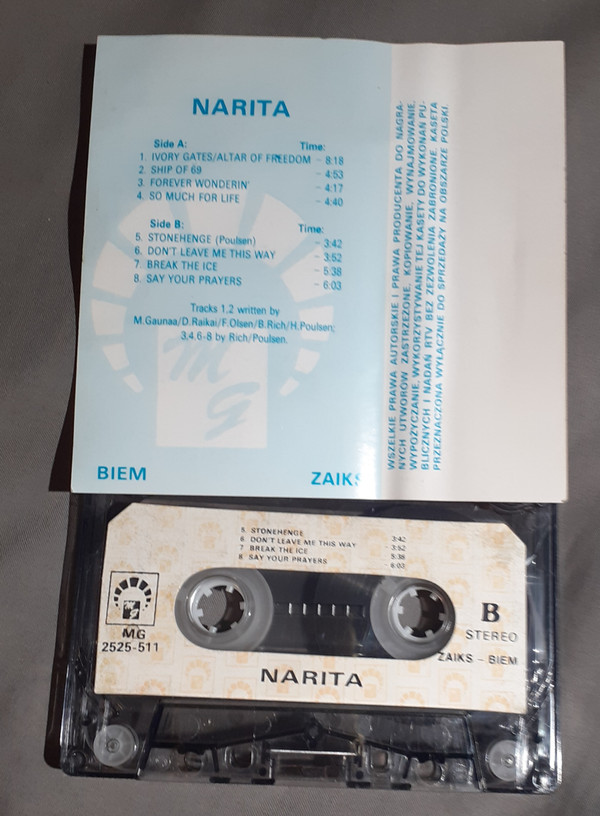 NARITA
Side A: Time:
1. IVORY GATES/ALTAR OF FREEDOM - 8:18
2. SHIP OF 69 - 4:53
3. FOREVER WONDERIN' - 4:17
4. SO MUCH FOR LIFE - 4:40
Side B: Time:
5. STONEHENGE (Poulsen) - 3:42
6. DON'T LEAVE ME THIS WAY - 3:52
7. BREAK THE ICE - 5:38
8. SAY YOUR PRAYERS - 6:03
Tracks 1,2 written by
M.Gaunaa/D.Raikai/F.Olsen/B.Rich/H.Poulsen;
3,4,6-8 by Rich/Poulsen.
MG
BIEM ZAIKS
WSZELKIE PRAWA AUTORSKIE I PRAWA PRODUCENTA DO NAGRA-
NYCH UTWORÓW ZASTRZEŻONE. KOPIOWANIE, WYNAJMOWANIE,
WYPOŻYCZANIE, WYKORZYSTYWANIE TEJ KASETY DO WYKONAŃ PU-
BLICZNYCH I NADAŃ RTV BEZ ZEZWOLENIA ZABRONIONE. KASETA
PRZEZNACZONA WYŁĄCZNIE DO SPRZEDAŻY NA OBSZARZE POLSKI.
5. STONEHENGE 3:42
6 DON'T LEAVE ME THIS WAY 3:52
7 BREAK THE ICE 5:38
8 SAY YOUR PRAYERS 6:03
MG
MG
2525-511
B
STEREO
ZAIKS - BIEM
NARITA